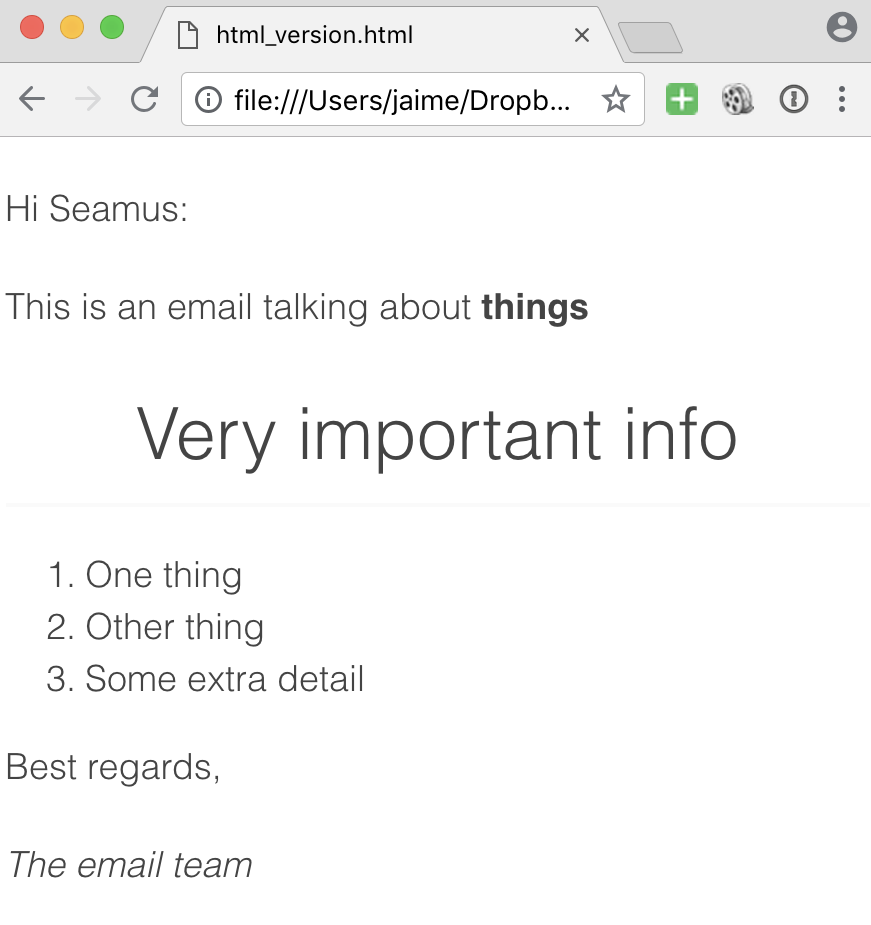 html_version.html
file:///Users/jaime/Dropb...
Hi Seamus:
This is an email talking about things
Very important info
1. One thing
2. Other thing
3. Some extra detail
Best regards,
The email team